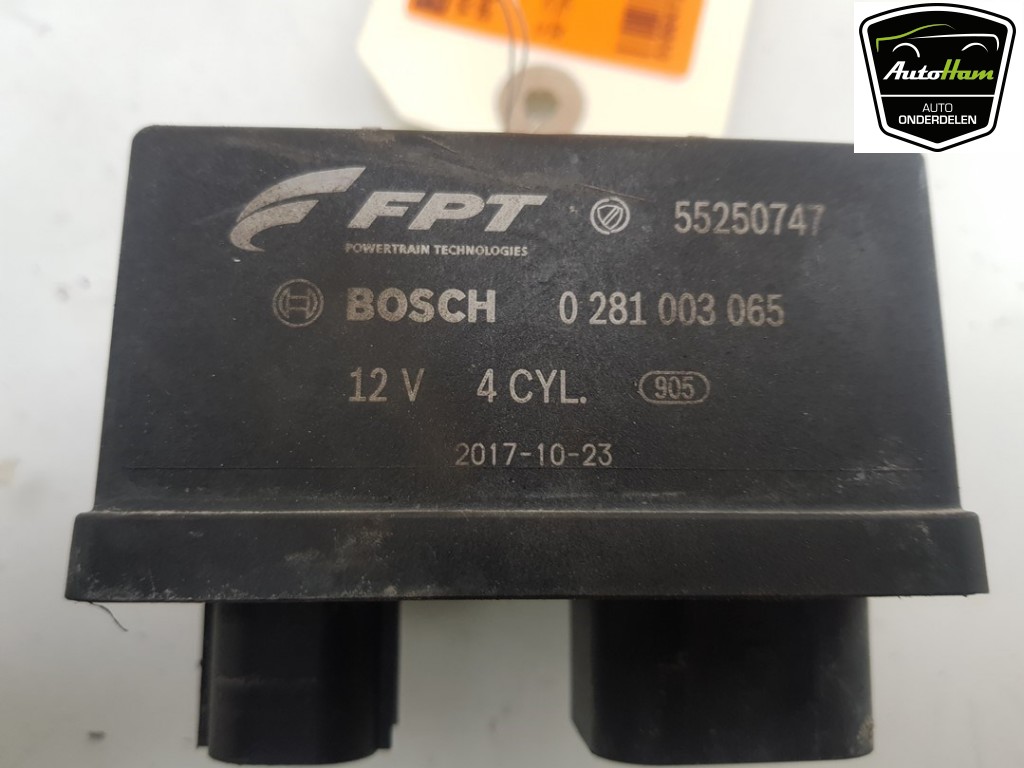 AutoHam
AUTO
ONDERDELEN
FPT 55250747
POWERTRAIN TECHNOLOGIES
BOSCH 0 281 003 065
12 V 4 CYL. 905
2017-10-23